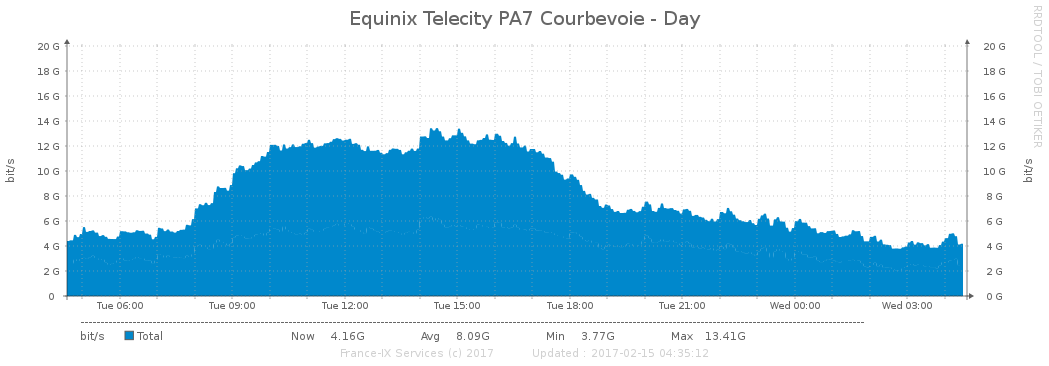 Equinix Telecity PA7 Courbevoie - Day
RRDTOOL / TOBI OETIKER
bit/s
bit/s
20 G 20 G
18 G 18 G
16 G 16 G
14 G 14 G
12 G 12 G
10 G 10 G
8 G 8 G
6 G 6 G
4 G 4 G
2 G 2 G
0 0 G
Tue 06:00 Tue 09:00 Tue 12:00 Tue 15:00 Tue 18:00 Tue 21:00 Wed 00:00 Wed 03:00
bit/s Total Now 4.16G Avg 8.09G Min 3.77G Max 13.41G
France-IX Services (c) 2017 Updated : 2017-02-15 04:35:12